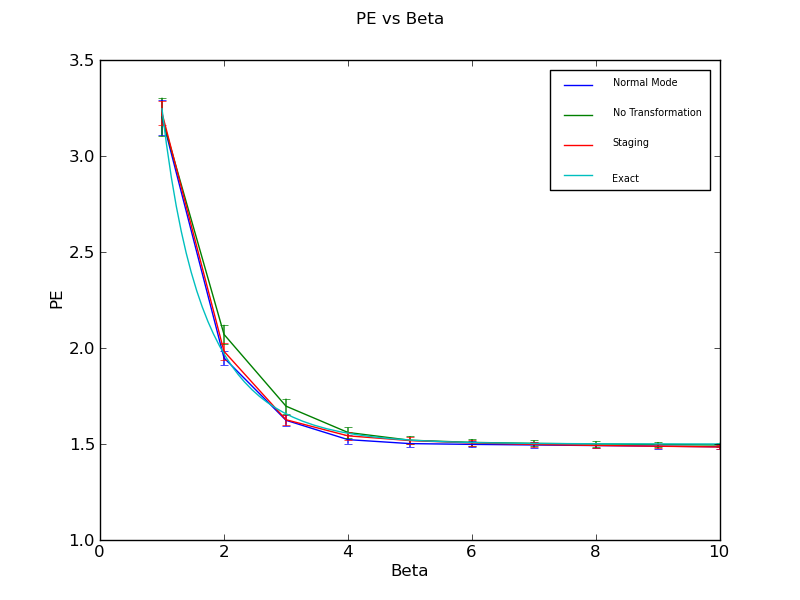 PE vs Beta
3.5
3.0
2.5
2.0
1.5
1.0
PE
Normal Mode
No Transformation
Staging
Exact
0
2
4
6
8
10
Beta